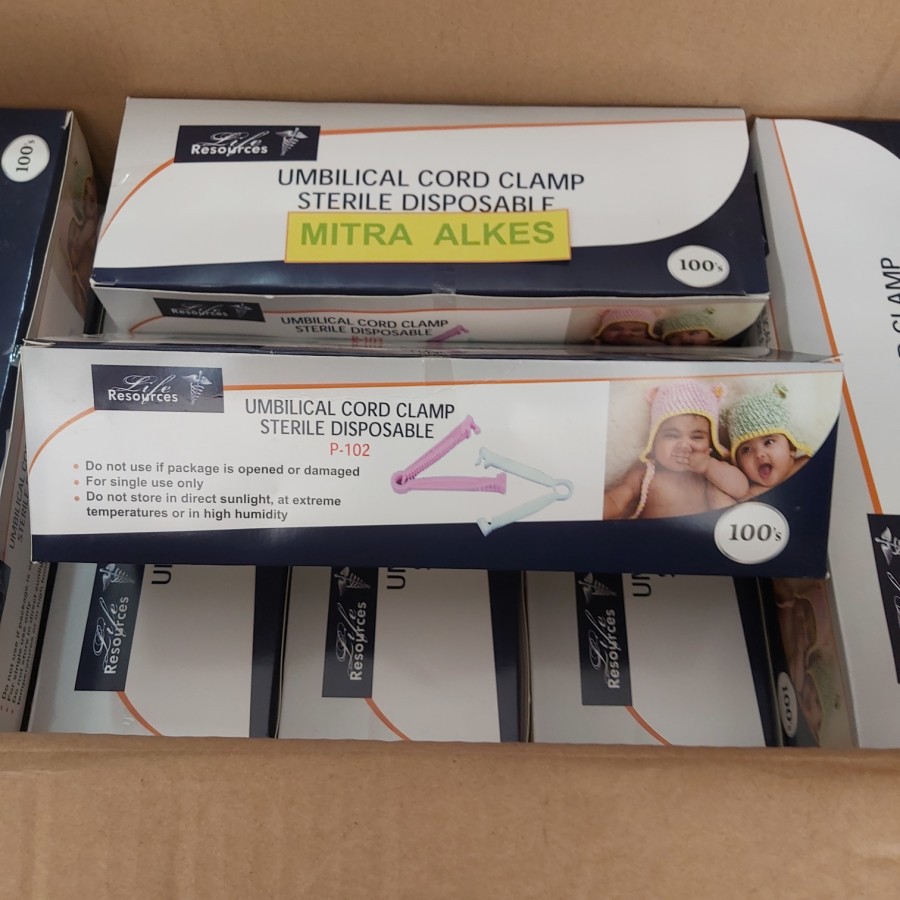 100's
Life
Resources
UMBILICAL CORD CLAMP
STERILE DISPOSABLE
MITRA ALKES
100's
Life
Resources
UMBILICAL CORD CLAMP
STERILE DISPOSABLE
Life
Resources
UMBILICAL CORD CLAMP
STERILE DISPOSABLE
P-102
• Do not use if package is opened or damaged
• For single use only
• Do not store in direct sunlight, at extreme
temperatures or in high humidity
100's
CLAMP
Life
Resources
Life
Resources
Life
Resources
100's